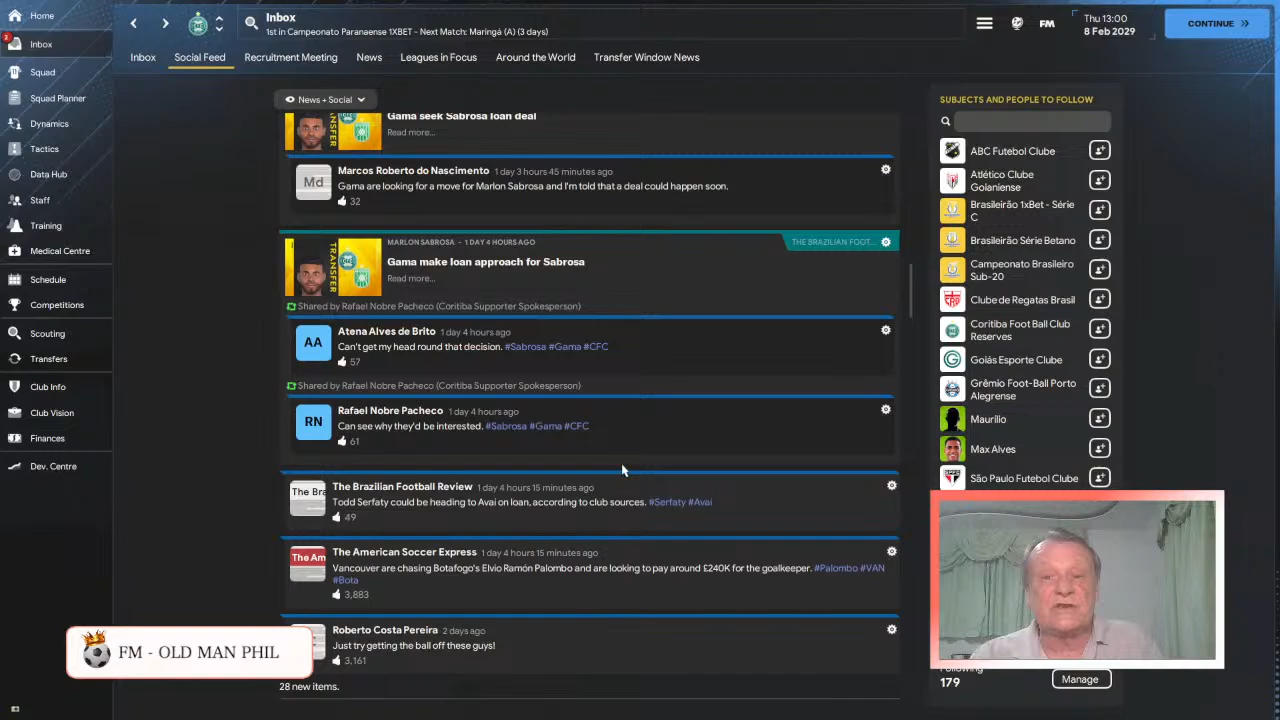 Home
2
Inbox
Squad
Squad Planner
Dynamics
Tactics
Data Hub
Staff
Training
Medical Centre
Schedule
Competitions
Scouting
Transfers
Club Info
Club Vision
Finances
Dev. Centre
Inbox
1st in Campeonato Paranaense 1XBET - Next Match: Maringá (A) (3 days)
FM
Thu 13:00
8 Feb 2029
CONTINUE
Inbox Social Feed Recruitment Meeting News Leagues in Focus Around the World Transfer Window News
News + Social
TRANSFER
Gama seek Sabrosa loan deal
Read more...
Md
Marcos Roberto do Nascimento 1 day 3 hours 45 minutes ago
Gama are looking for a move for Marlon Sabrosa and I'm told that a deal could happen soon.
32
TRANSFER
MARLON SABROSA - 1 DAY 4 HOURS AGO
THE BRAZILIAN FOOT...
Gama make loan approach for Sabrosa
Read more...
Shared by Rafael Nobre Pacheco (Coritiba Supporter Spokesperson)
AA
Atena Alves de Brito 1 day 4 hours ago
Can't get my head round that decision. #Sabrosa #Gama #CFC
57
Shared by Rafael Nobre Pacheco (Coritiba Supporter Spokesperson)
RN
Rafael Nobre Pacheco 1 day 4 hours ago
Can see why they'd be interested. #Sabrosa #Gama #CFC
61
The Bra
The Brazilian Football Review 1 day 4 hours 15 minutes ago
Todd Serfaty could be heading to Avai on loan, according to club sources. #Serfaty #Avai
49
The Am
The American Soccer Express 1 day 4 hours 15 minutes ago
Vancouver are chasing Botafogo's Elvio Ramón Palombo and are looking to pay around £240K for the goalkeeper. #Palombo #VAN
#Bota
3,883
Roberto Costa Pereira 2 days ago
Just try getting the ball off these guys!
3,161
28 new items.
SUBJECTS AND PEOPLE TO FOLLOW
ABC Futebol Clube
Atlético Clube
Goianiense
Brasileirão 1xBet - Série
C
Brasileirão Série Betano
Campeonato Brasileiro
Sub-20
Clube de Regatas Brasil
Coritiba Foot Ball Club
Reserves
Goiás Esporte Clube
Grêmio Foot-Ball Porto
Alegrense
Maurílio
Max Alves
São Paulo Futebol Clube
Following
179
Manage
FM - OLD MAN PHIL